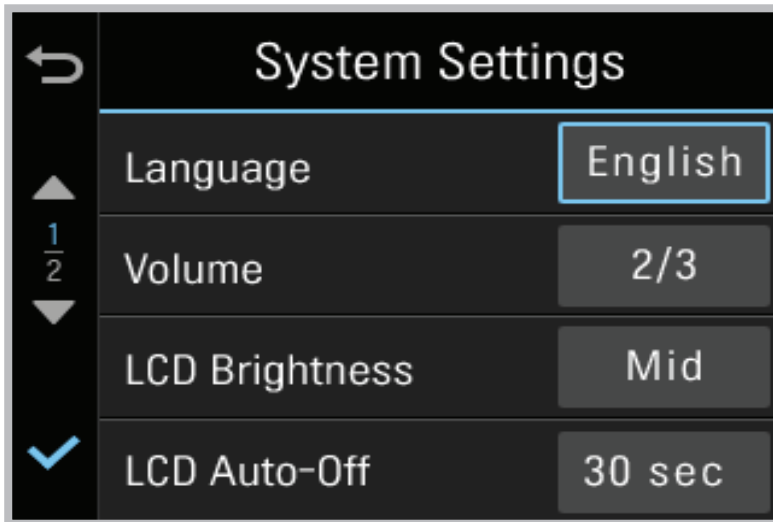 System Settings
Language English
1
2
Volume 2/3
LCD Brightness Mid
LCD Auto-Off 30 sec